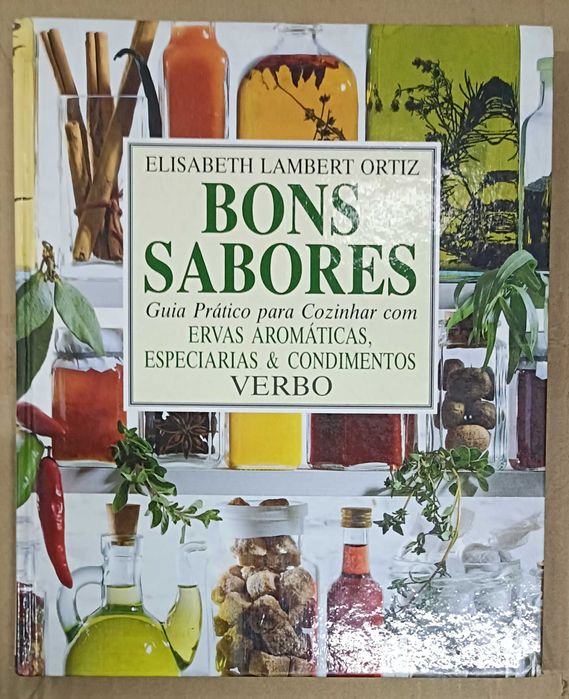 ELISABETH LAMBERT ORTIZ
BONS
SABORES
Guia Prático para Cozinhar com
ERVAS AROMÁTICAS,
ESPECIARIAS & CONDIMENTOS
VERBO